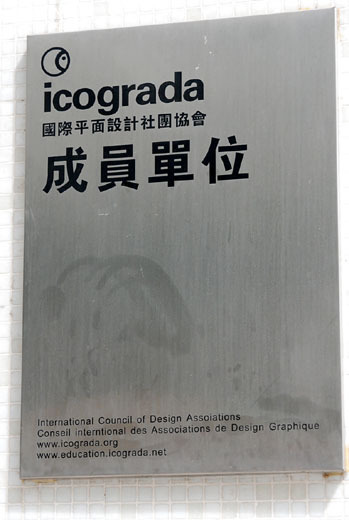 icograda
國際平面設計社團協會
成員單位
International Council of Design Assoiations
Conseil interntional des Associations de Design Graphique
www.icograda.org
www.education.icograda.net